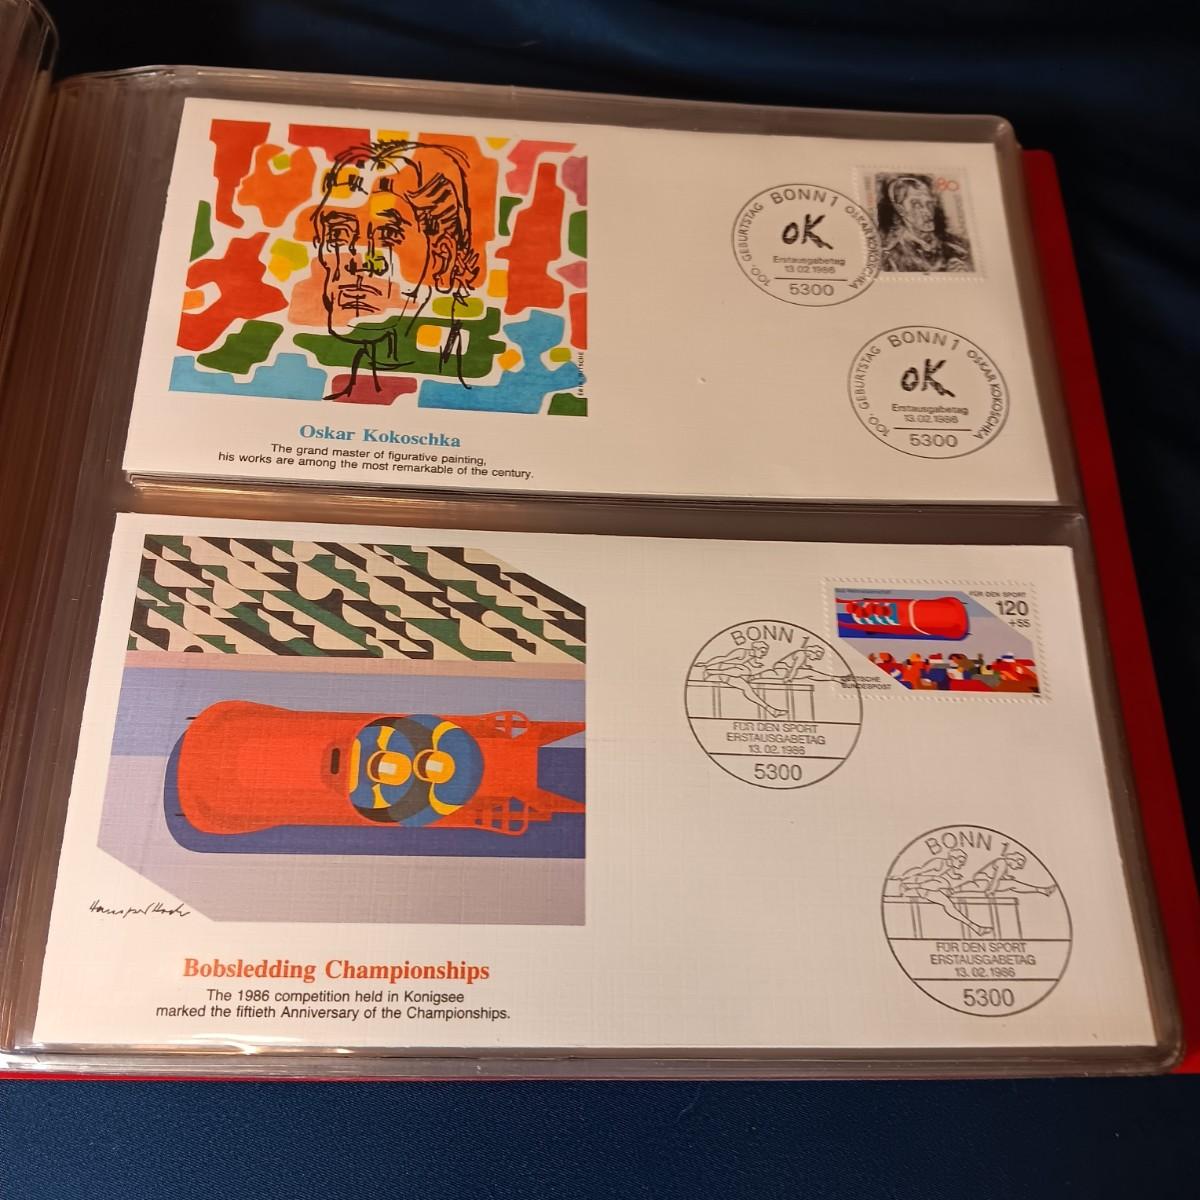 80
BONN 1
100. GEBURTSTAG
OSKAR KOKOSCHKA
OK
Erstausgabetag
13.02.1986
5300
BONN 1
100. GEBURTSTAG
OSKAR KOKOSCHKA
OK
Erstausgabetag
13.02.1986
5300
Oskar Kokoschka
The grand master of figurative painting,
his works are among the most remarkable of the century.
FÜR DEN SPORT
120
+55
DEUTSCHE
BUNDESPOST
BONN 1
FÜR DEN SPORT
ERSTAUSGABETAG
13.02.1986
5300
BONN 1
FÜR DEN SPORT
ERSTAUSGABETAG
13.02.1986
5300
Bobsledding Championships
The 1986 competition held in Konigsee
marked the fiftieth Anniversary of the Championships.